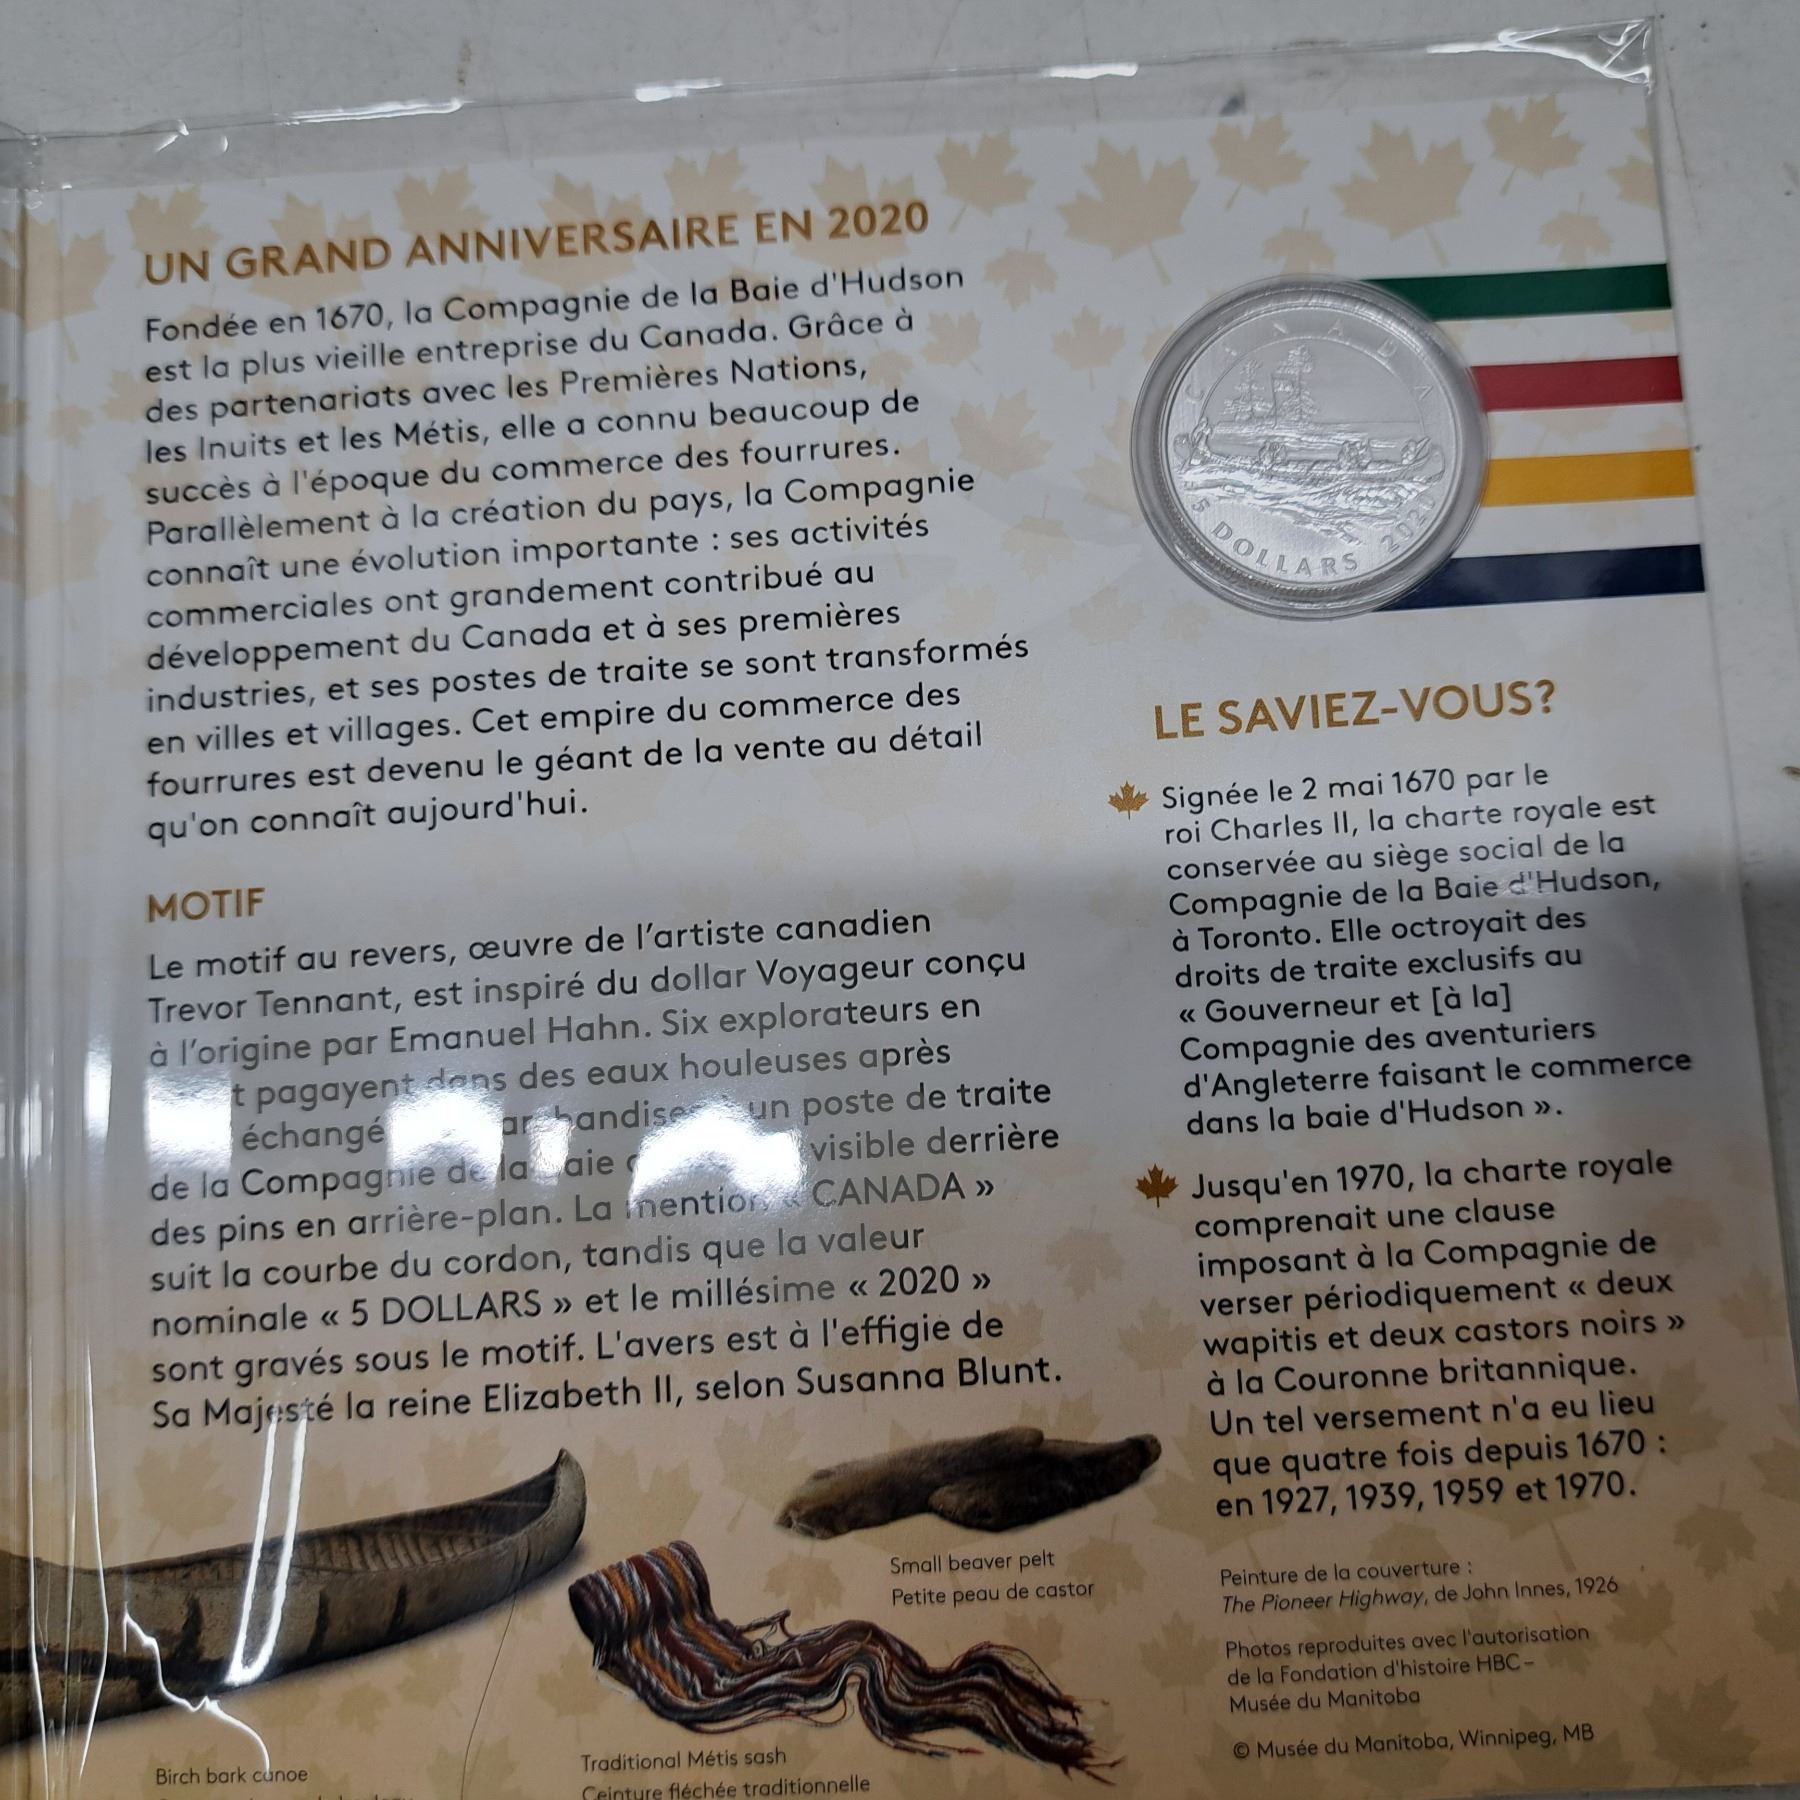 UN GRAND ANNIVERSAIRE EN 2020
Fondée en 1670, la Compagnie de la Baie d'Hudson
est la plus vieille entreprise du Canada. Grâce à
des partenariats avec les Premières Nations,
les Inuits et les Métis, elle a connu beaucoup de
succès à l'époque du commerce des fourrures.
Parallèlement à la création du pays, la Compagnie
connaît une évolution importante : ses activités
commerciales ont grandement contribué au
développement du Canada et à ses premières
industries, et ses postes de traite se sont transformés
en villes et villages. Cet empire du commerce des
fourrures est devenu le géant de la vente au détail
qu'on connaît aujourd'hui.
MOTIF
Le motif au revers, œuvre de l'artiste canadien
Trevor Tennant, est inspiré du dollar Voyageur conçu
à l'origine par Emanuel Hahn. Six explorateurs en
pagayent dans des eaux houleuses après
échangé un poste de traite
de la Compagnie de la visible derrière
des pins en arrière-plan. La mention « CANADA »
suit la courbe du cordon, tandis que la valeur
nominale « 5 DOLLARS » et le millésime « 2020 »
sont gravés sous le motif. L'avers est à l'effigie de
Sa Majesté la reine Elizabeth II, selon Susanna Blunt.
CANADA
5 DOLLARS 2020
LE SAVIEZ-VOUS?
Signée le 2 mai 1670 par le
roi Charles II, la charte royale est
conservée au siège social de la
Compagnie de la Baie d'Hudson,
à Toronto. Elle octroyait des
droits de traite exclusifs au
« Gouverneur et [à la]
Compagnie des aventuriers
d'Angleterre faisant le commerce
dans la baie d'Hudson ».
Jusqu'en 1970, la charte royale
comprenait une clause
imposant à la Compagnie de
verser périodiquement « deux
wapitis et deux castors noirs »
à la Couronne britannique.
Un tel versement n'a eu lieu
que quatre fois depuis 1670 :
en 1927, 1939, 1959 et 1970.
Small beaver pelt
Petite peau de castor
Birch bark canoe
Traditional Métis sash
Ceinture fléchée traditionnelle
Peinture de la couverture :
The Pioneer Highway, de John Innes, 1926
Photos reproduites avec l'autorisation
de la Fondation d'histoire HBC –
Musée du Manitoba
© Musée du Manitoba, Winnipeg, MB